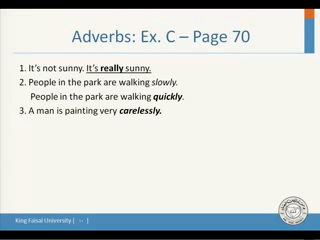 Adverbs: Ex. C – Page 70
1. It's not sunny. It's really sunny.
2. People in the park are walking slowly.
People in the park are walking quickly.
3. A man is painting very carelessly.
King Faisal University [ ]